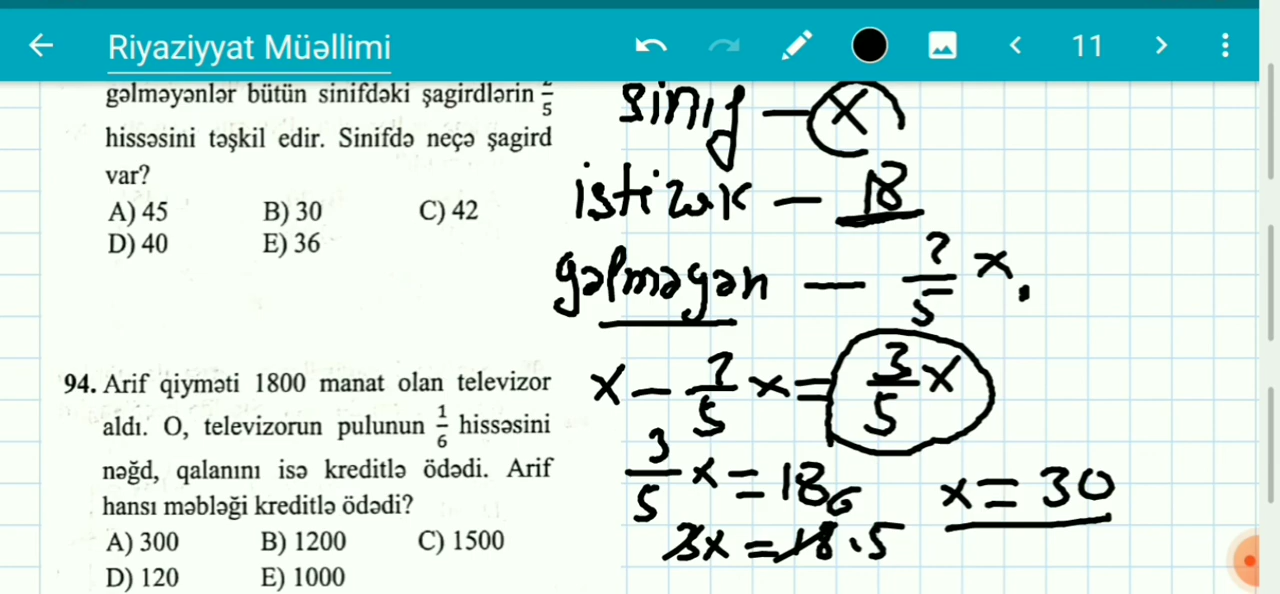 Riyaziyyat Müəllimi
11
gəlməyənlər bütün sinifdəki şagirdlərin 2/5
hissəsini təşkil edir. Sinifdə neçə şagird
var?
A) 45 B) 30 C) 42
D) 40 E) 36
94. Arif qiyməti 1800 manat olan televizor
aldı. O, televizorun pulunun 1/6 hissəsini
nəğd, qalanını isə kreditlə ödədi. Arif
hansı məbləği kreditlə ödədi?
A) 300 B) 1200 C) 1500
D) 120 E) 1000
sinif – x
iştirak – 18
gəlməyən – 2/5 x.
x – 2/5 x = 3/5 x
3/5 x = 18 6 x = 30
3x = 18 . 5